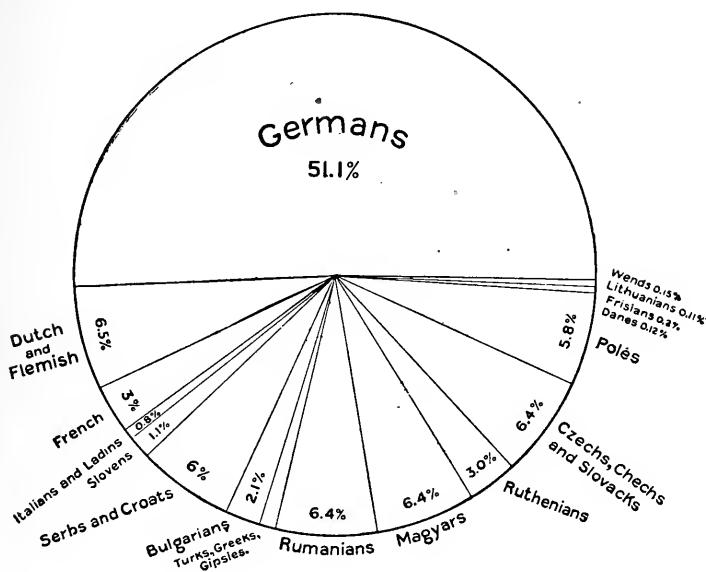 Germans
51.1%
Wends 0.15%
Lithuanians 0.11%
Frisians 0.2%
Danes 0.12%
5.8%
Poles
6.4%
Czechs, Chechs
and Slovacks
3.0%
Ruthenians
6.4%
Magyars
6.4%
Rumanians
Turks, Greeks,
Gipsies.
2.1%
Bulgarians
6%
Serbs and Croats
1.1%
Slovens
0.8%
Italians and Ladins
3%
French
6.5%
Dutch
and
Flemish